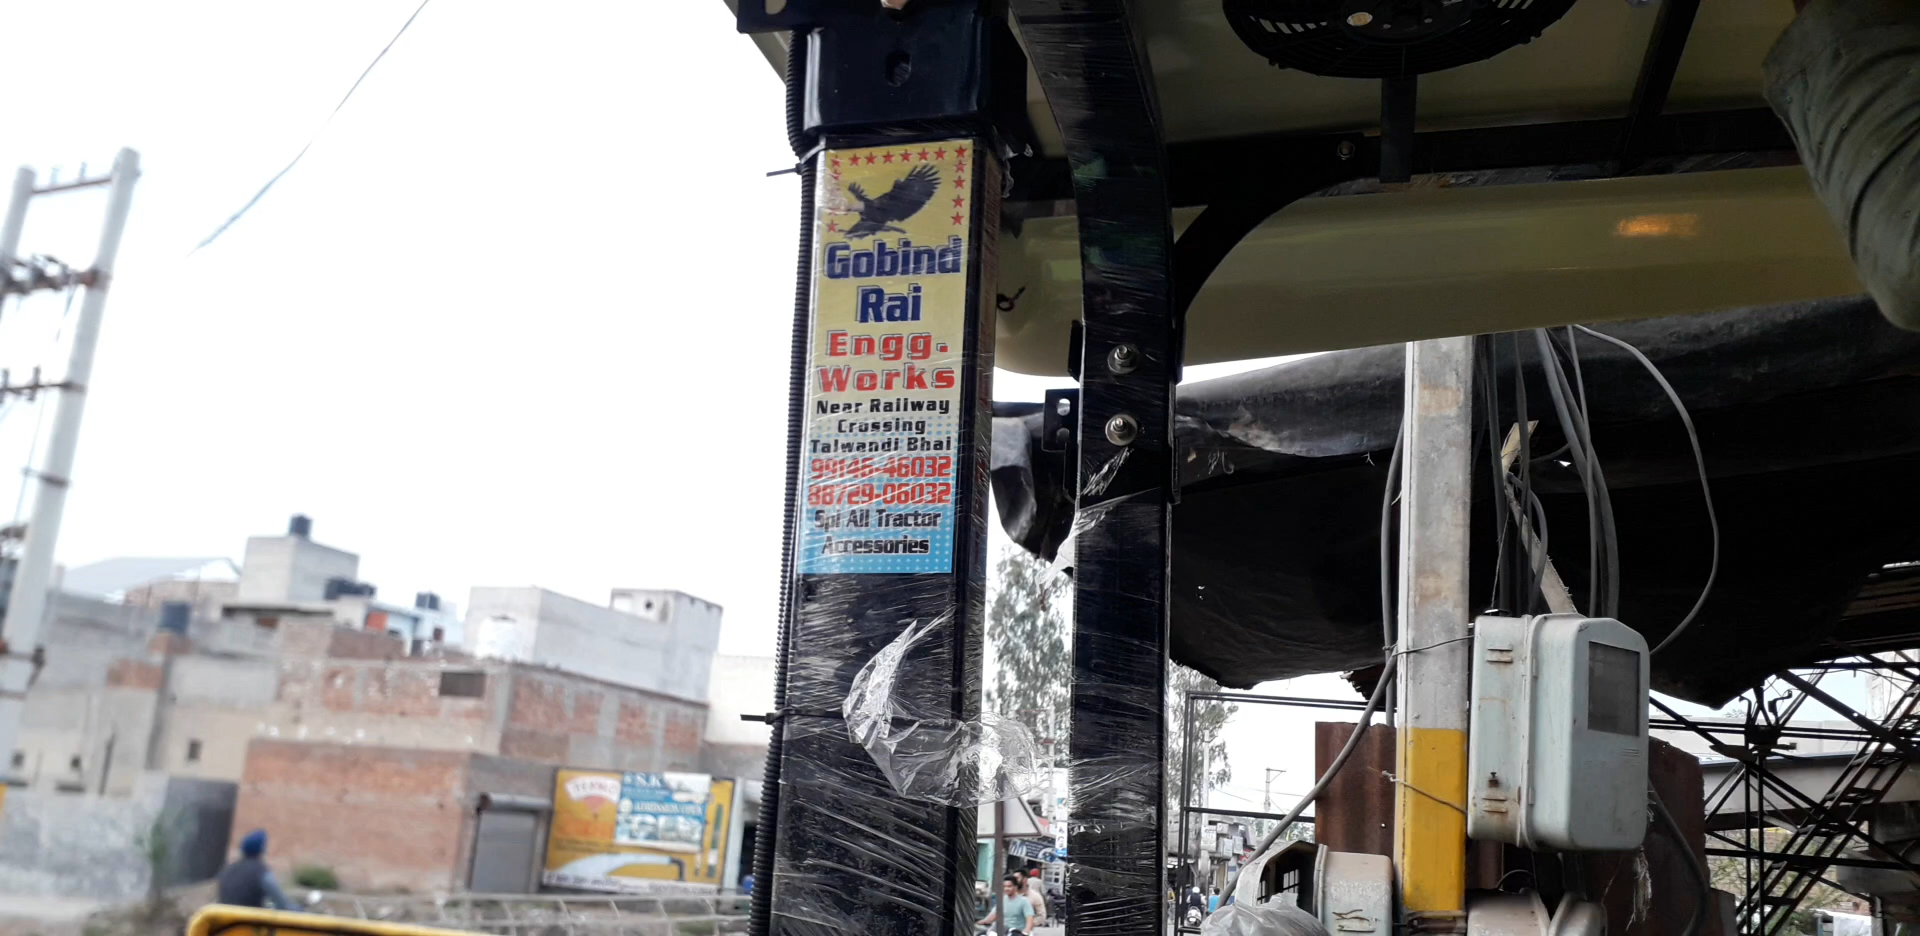 Gobind
Rai
Engg.
Works
Near Railway
Crossing
Talwandi Bhai
99146-46032
88729-06032
Spl All Tractor
Accessories
S.K.